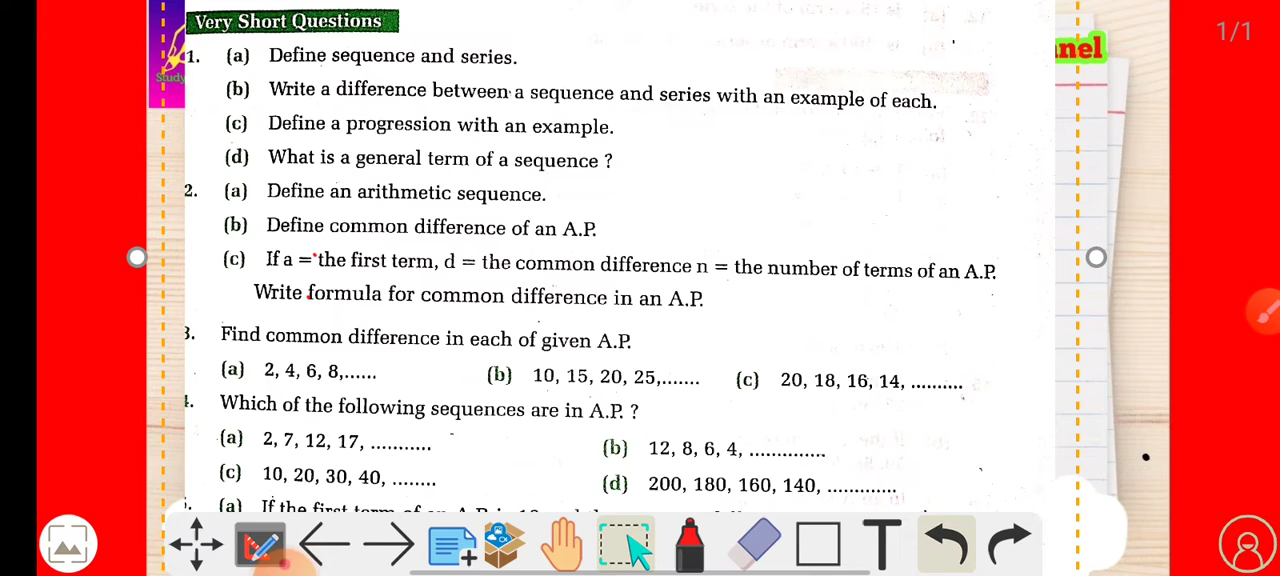 Very Short Questions
1/1
nel
Study
1. (a) Define sequence and series.
(b) Write a difference between a sequence and series with an example of each.
(c) Define a progression with an example.
(d) What is a general term of a sequence ?
2. (a) Define an arithmetic sequence.
(b) Define common difference of an A.P.
(c) If a = the first term, d = the common difference n = the number of terms of an A.P.
Write formula for common difference in an A.P.
3. Find common difference in each of given A.P.
(a) 2, 4, 6, 8,...... (b) 10, 15, 20, 25,....... (c) 20, 18, 16, 14, ..........
4. Which of the following sequences are in A.P. ?
(a) 2, 7, 12, 17, ...........
(b) 12, 8, 6, 4, ..............
(c) 10, 20, 30, 40, ........
(d) 200, 180, 160, 140, .............
(a) If the first term of an A.P. is
T